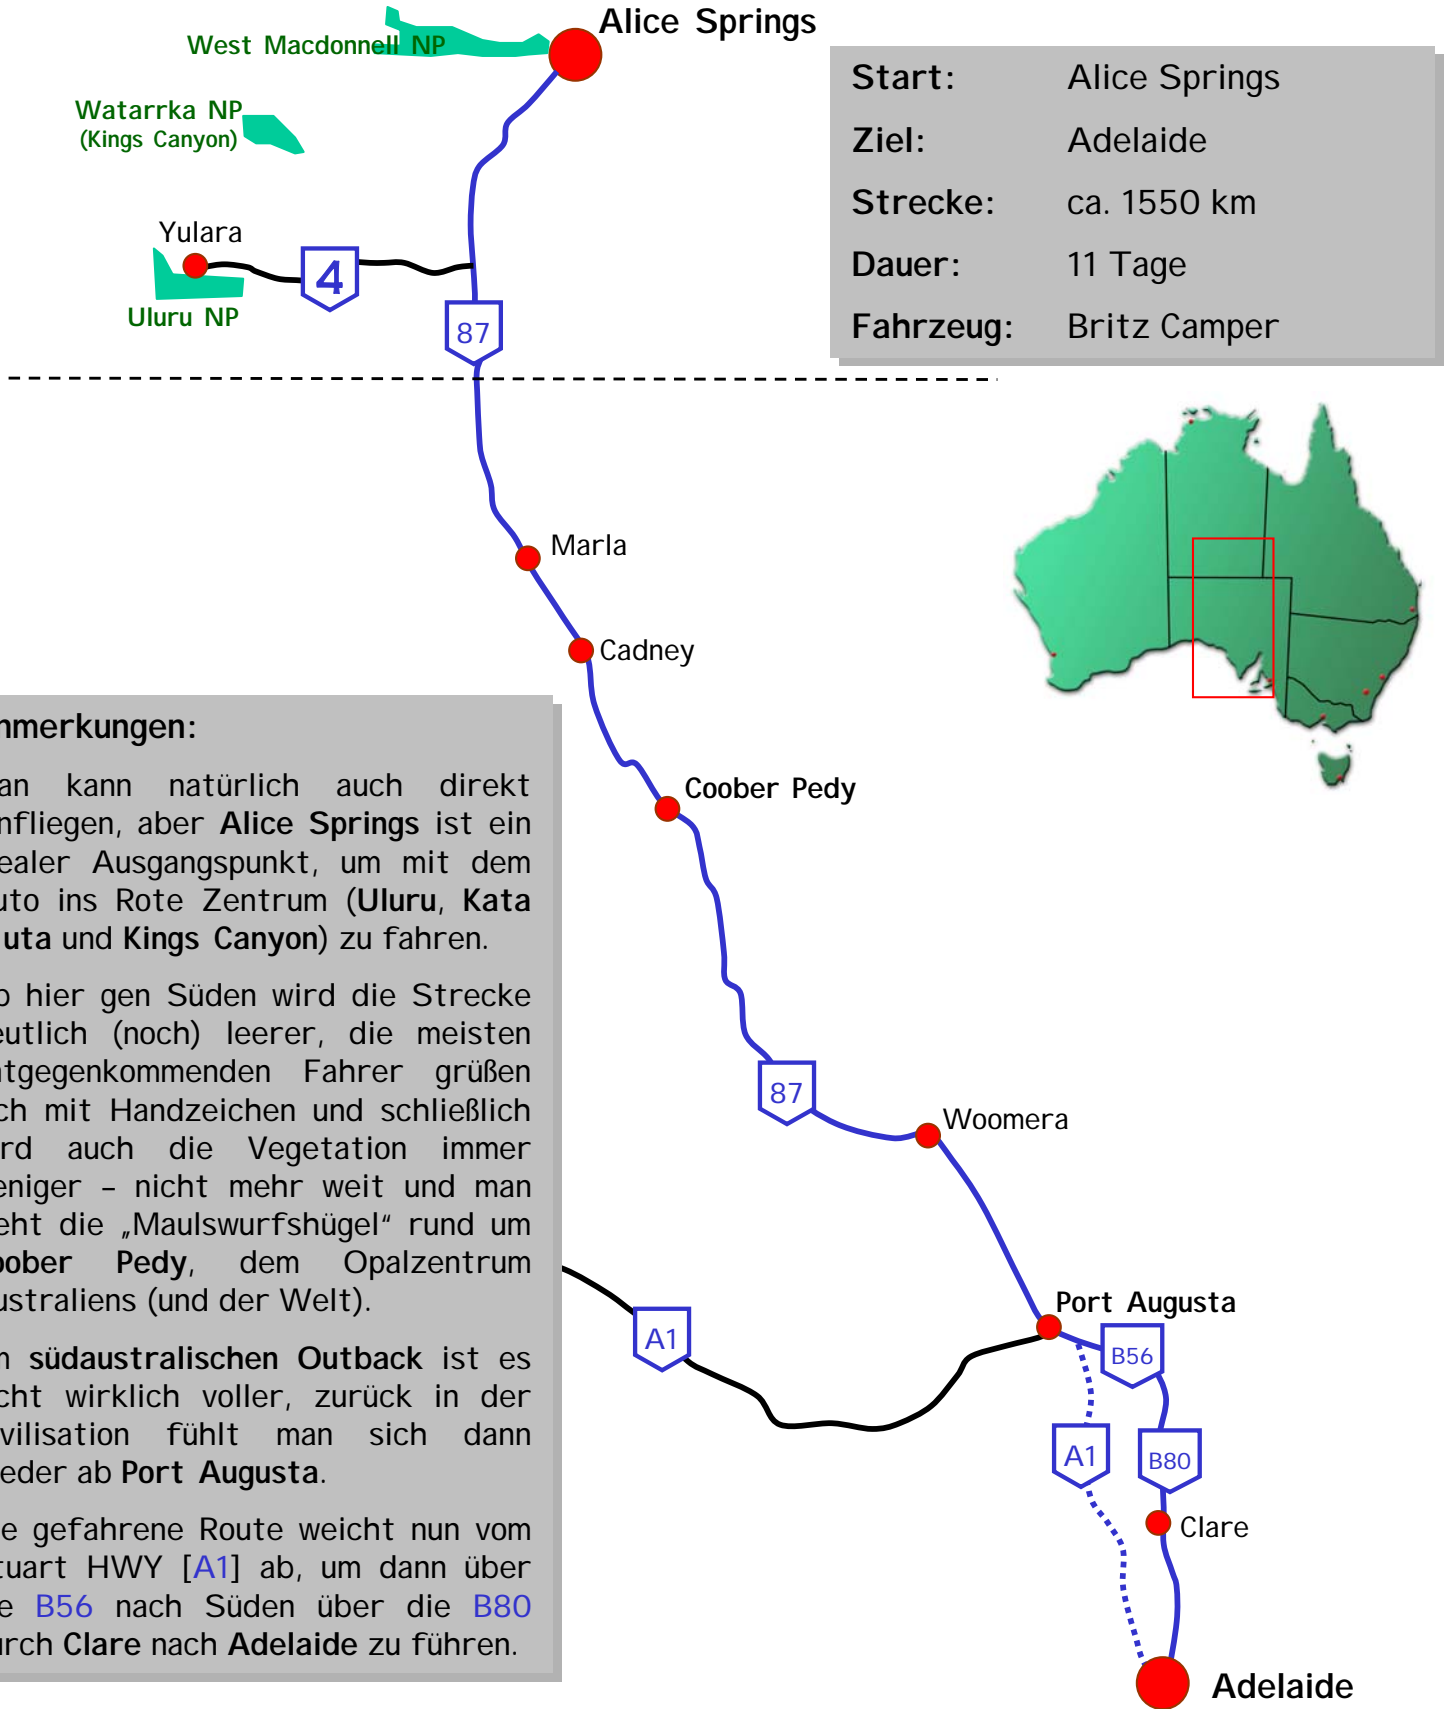 Alice Springs
West Macdonnell NP
Start: Alice Springs
Ziel: Adelaide
Strecke: ca. 1550 km
Dauer: 11 Tage
Fahrzeug: Britz Camper
Watarrka NP
(Kings Canyon)
Yulara
4
Uluru NP
87
Marla
Cadney
Coober Pedy
nmerkungen:
an kann natürlich auch direkt
nfliegen, aber Alice Springs ist ein
ealer Ausgangspunkt, um mit dem
uto ins Rote Zentrum (Uluru, Kata
juta und Kings Canyon) zu fahren.
b hier gen Süden wird die Strecke
eutlich (noch) leerer, die meisten
ntgegenkommenden Fahrer grüßen
ich mit Handzeichen und schließlich
ird auch die Vegetation immer
eniger – nicht mehr weit und man
eht die „Maulswurfshügel“ rund um
oober Pedy, dem Opalzentrum
ustraliens (und der Welt).
m südaustralischen Outback ist es
cht wirklich voller, zurück in der
ivilisation fühlt man sich dann
ieder ab Port Augusta.
e gefahrene Route weicht nun vom
tuart HWY [A1] ab, um dann über
e B56 nach Süden über die B80
urch Clare nach Adelaide zu führen.
87
Woomera
Port Augusta
A1
B56
A1
B80
Clare
Adelaide